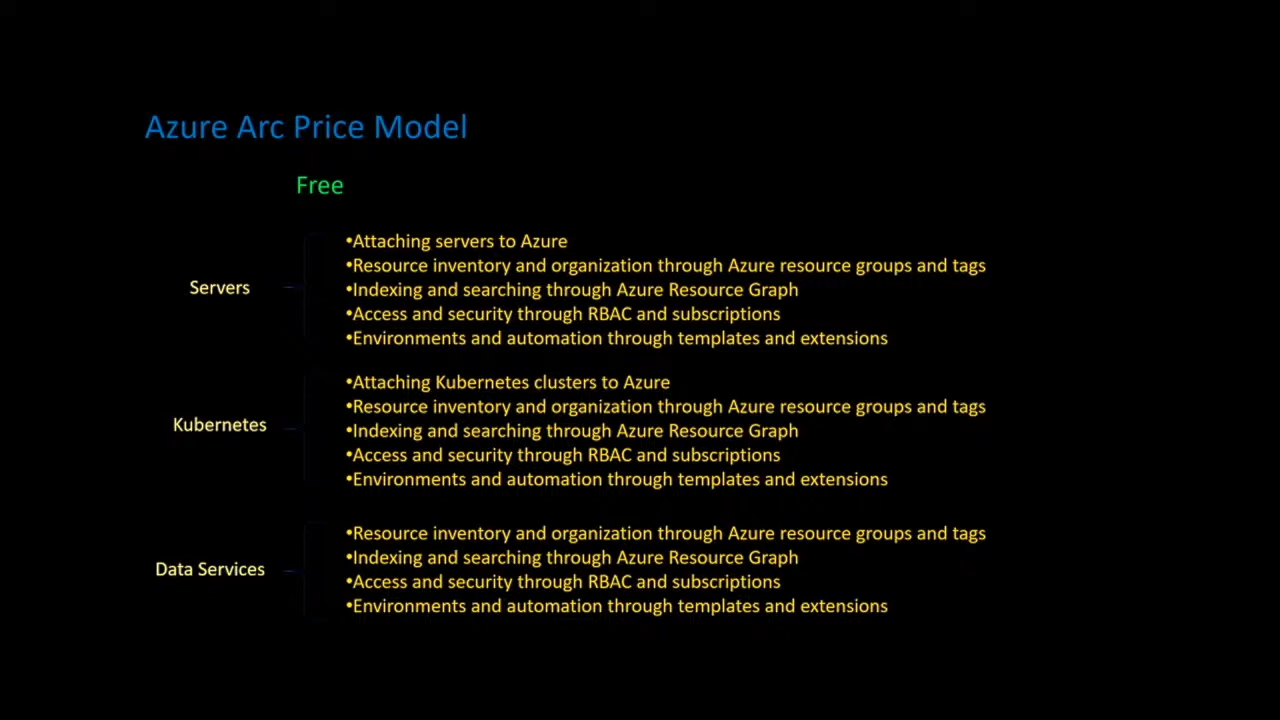 Azure Arc Price Model
Free
Servers
•Attaching servers to Azure
•Resource inventory and organization through Azure resource groups and tags
•Indexing and searching through Azure Resource Graph
•Access and security through RBAC and subscriptions
•Environments and automation through templates and extensions
Kubernetes
•Attaching Kubernetes clusters to Azure
•Resource inventory and organization through Azure resource groups and tags
•Indexing and searching through Azure Resource Graph
•Access and security through RBAC and subscriptions
•Environments and automation through templates and extensions
Data Services
•Resource inventory and organization through Azure resource groups and tags
•Indexing and searching through Azure Resource Graph
•Access and security through RBAC and subscriptions
•Environments and automation through templates and extensions